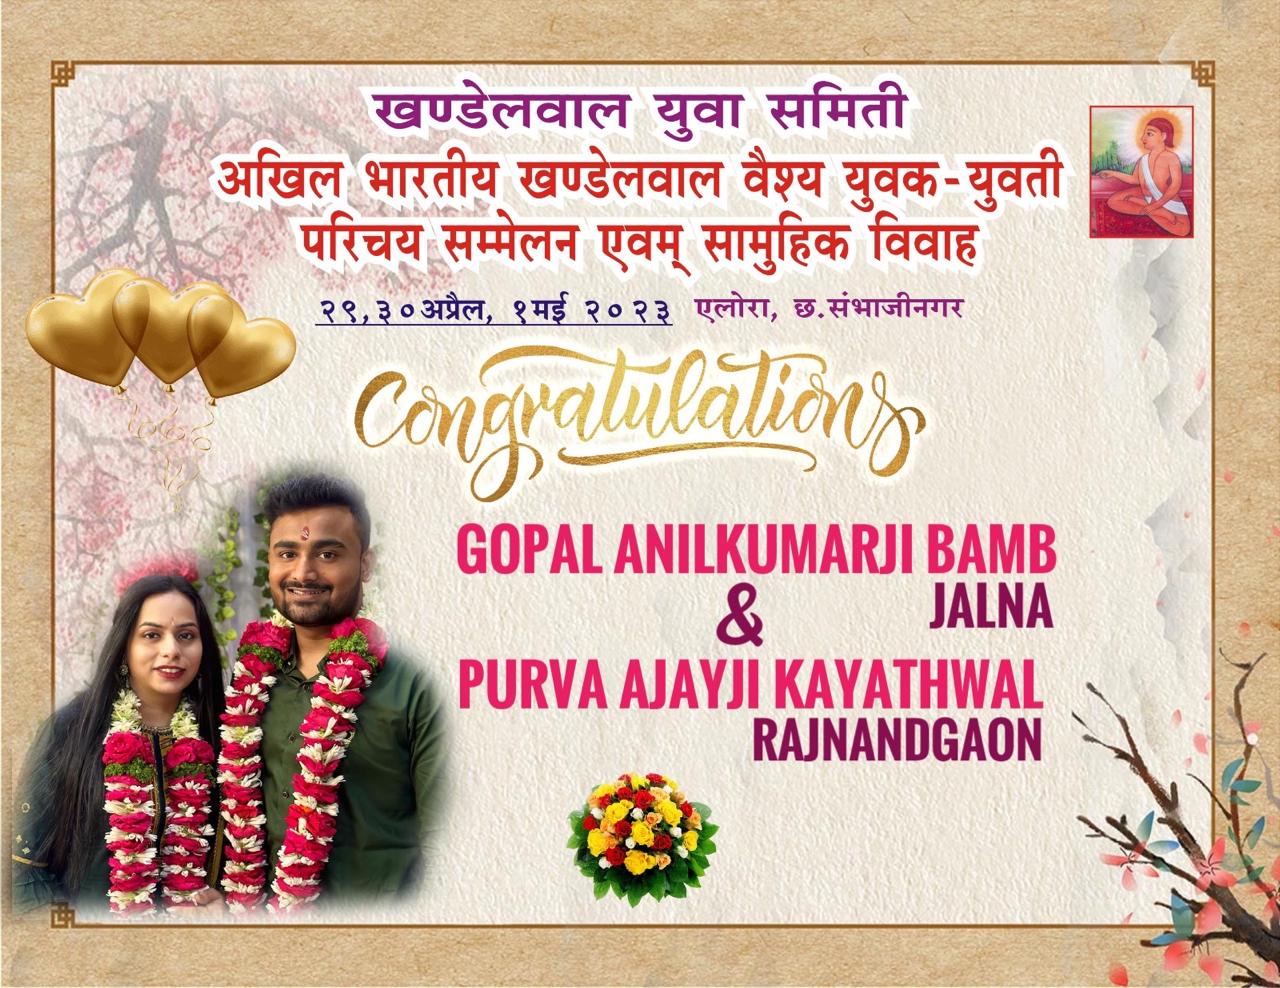 खण्डेलवाल युवा समिती
अखिल भारतीय खण्डेलवाल वैश्य युवक-युवती
परिचय सम्मेलन एवम् सामुहिक विवाह
२९,३०अप्रैल, १मई २०२३ एलोरा, छ.संभाजीनगर
Congratulations
GOPAL ANILKUMARJI BAMB
JALNA
&
PURVA AJAYJI KAYATHWAL
RAJNANDGAON